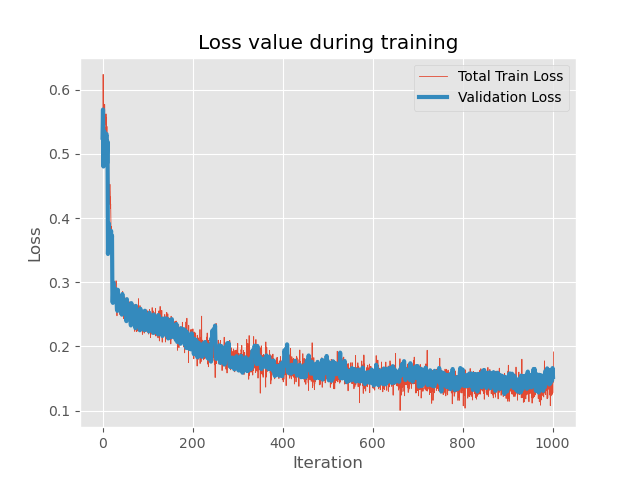 Loss value during training
Total Train Loss
Validation Loss
Loss
0.6
0.5
0.4
0.3
0.2
0.1
0
200
400
600
800
1000
Iteration